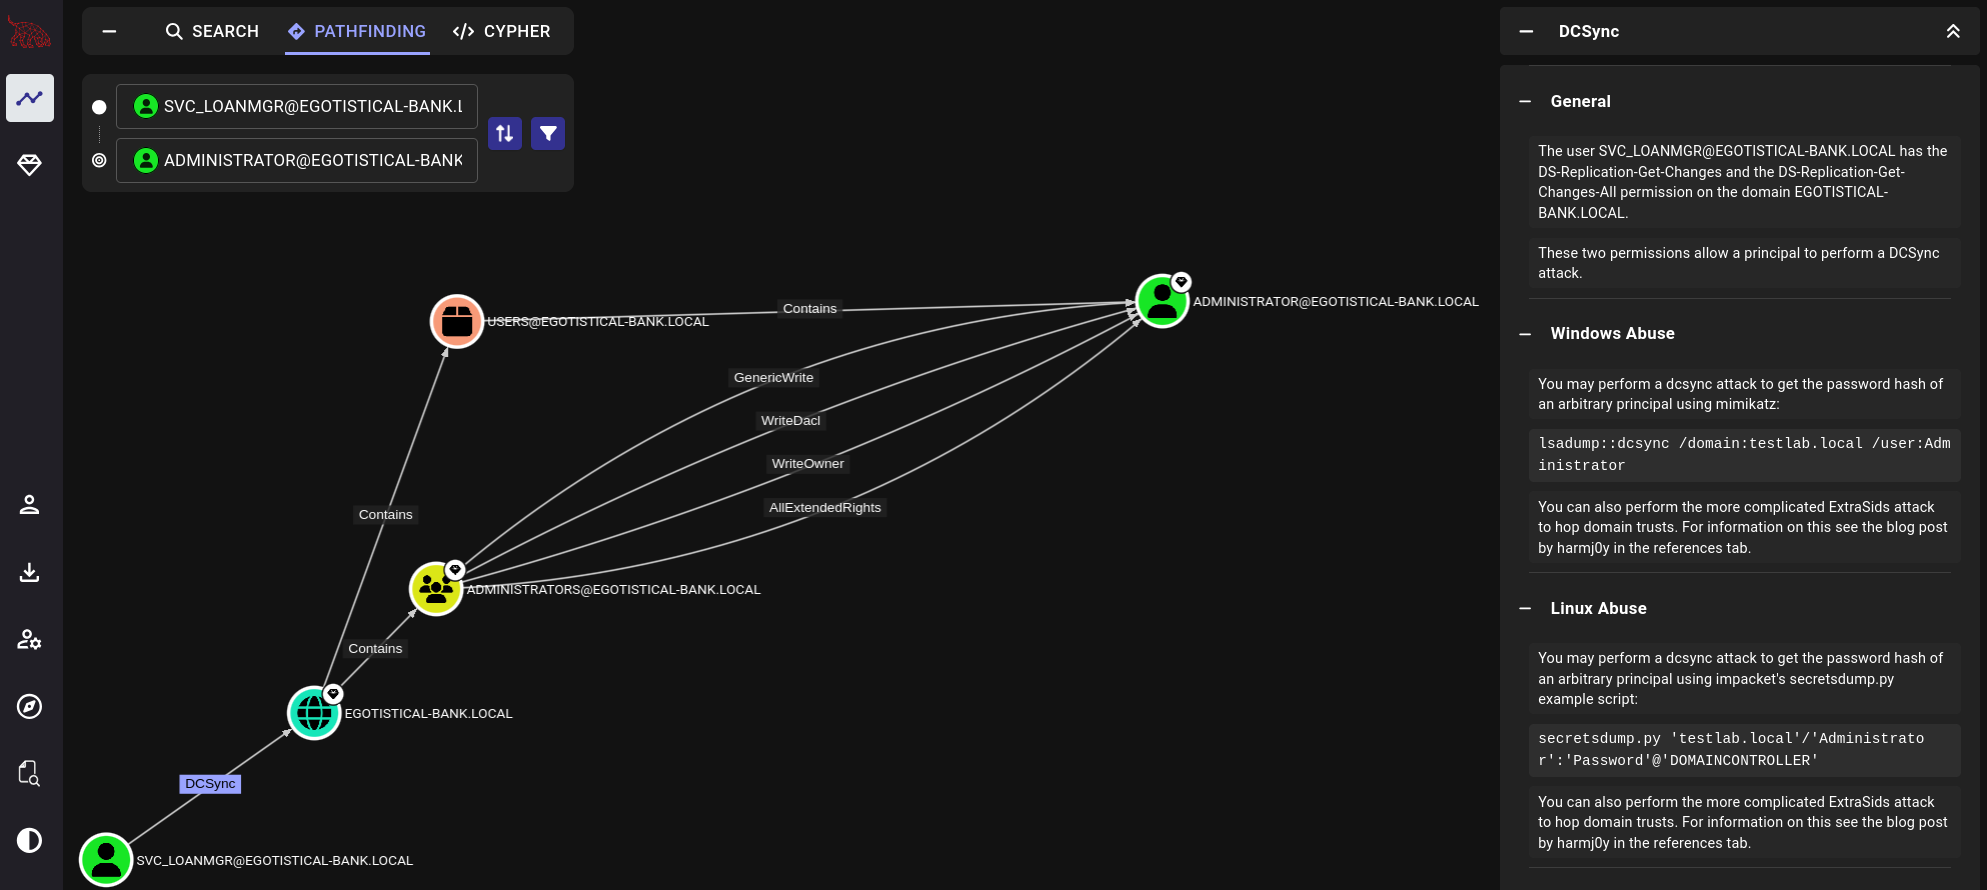 SEARCH
PATHFINDING
CYPHER
SVC_LOANMGR@EGOTISTICAL-BANK.L
ADMINISTRATOR@EGOTISTICAL-BANK
Contains
ADMINISTRATOR@EGOTISTICAL-BANK.LOCAL
USERS@EGOTISTICAL-BANK.LOCAL
GenericWrite
WriteDacl
WriteOwner
AllExtendedRights
Contains
ADMINISTRATORS@EGOTISTICAL-BANK.LOCAL
Contains
EGOTISTICAL-BANK.LOCAL
DCSync
SVC_LOANMGR@EGOTISTICAL-BANK.LOCAL
DCSync
General
The user SVC_LOANMGR@EGOTISTICAL-BANK.LOCAL has the
DS-Replication-Get-Changes and the DS-Replication-Get-
Changes-All permission on the domain EGOTISTICAL-
BANK.LOCAL.
These two permissions allow a principal to perform a DCSync
attack.
Windows Abuse
You may perform a dcsync attack to get the password hash of
an arbitrary principal using mimikatz:
lsadump::dcsync /domain:testlab.local /user:Adm
inistrator
You can also perform the more complicated ExtraSids attack
to hop domain trusts. For information on this see the blog post
by harmj0y in the references tab.
Linux Abuse
You may perform a dcsync attack to get the password hash of
an arbitrary principal using impacket's secretsdump.py
example script:
secretsdump.py 'testlab.local'/'Administrato
r':'Password'@'DOMAINCONTROLLER'
You can also perform the more complicated ExtraSids attack
to hop domain trusts. For information on this see the blog post
by harmj0y in the references tab.